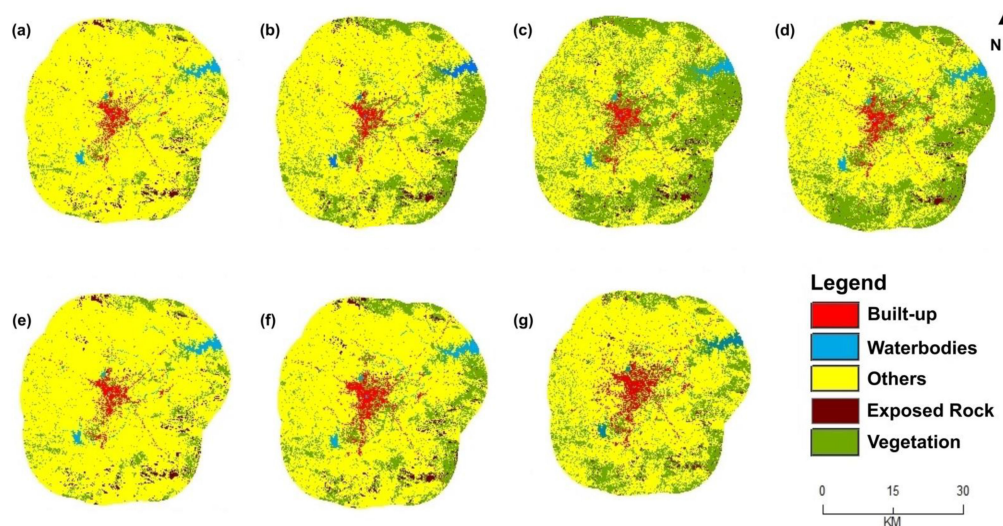 (a)
(b)
(c)
(d)
N
(e)
(f)
(g)
Legend
Built-up
Waterbodies
Others
Exposed Rock
Vegetation
0 15 30
KM